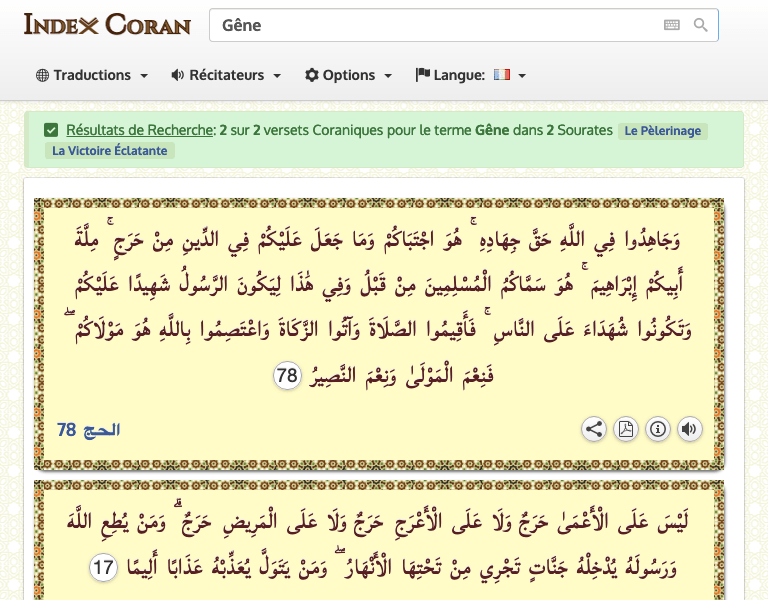 Index Coran
Gêne
Traductions Récitateurs Options Langue:
Résultats de Recherche: 2 sur 2 versets Coraniques pour le terme Gêne dans 2 Sourates Le Pèlerinage
La Victoire Éclatante
وَجَاهِدُوا فِي اللَّهِ حَقَّ جِهَادِهِ ۚ هُوَ اجْتَبَاكُمْ وَمَا جَعَلَ عَلَيْكُمْ فِي الدِّينِ مِنْ حَرَجٍ ۚ مِلَّةَ
أَبِيكُمْ إِبْرَاهِيمَ ۚ هُوَ سَمَّاكُمُ الْمُسْلِمِينَ مِنْ قَبْلُ وَفِي هَٰذَا لِيَكُونَ الرَّسُولُ شَهِيدًا عَلَيْكُمْ
وَتَكُونُوا شُهَدَاءَ عَلَى النَّاسِ ۚ فَأَقِيمُوا الصَّلَاةَ وَآتُوا الزَّكَاةَ وَاعْتَصِمُوا بِاللَّهِ هُوَ مَوْلَاكُمْ ۖ
فَنِعْمَ الْمَوْلَىٰ وَنِعْمَ النَّصِيرُ 78
الحج 78
لَيْسَ عَلَى الْأَعْمَىٰ حَرَجٌ وَلَا عَلَى الْأَعْرَجِ حَرَجٌ وَلَا عَلَى الْمَرِيضِ حَرَجٌ ۗ وَمَنْ يُطِعِ اللَّهَ
وَرَسُولَهُ يُدْخِلْهُ جَنَّاتٍ تَجْرِي مِنْ تَحْتِهَا الْأَنْهَارُ ۖ وَمَنْ يَتَوَلَّ يُعَذِّبْهُ عَذَابًا أَلِيمًا 17